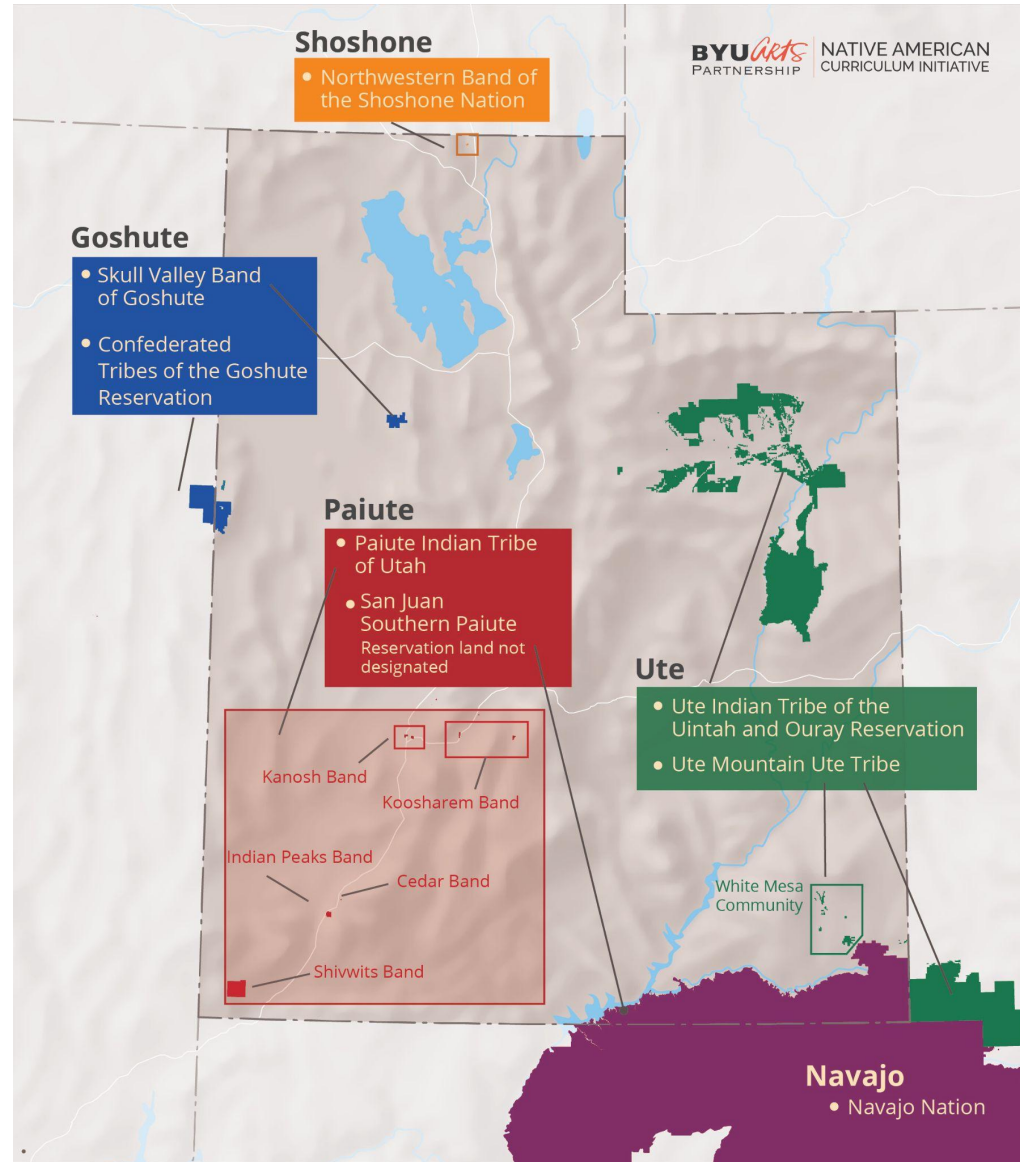 Shoshone
• Northwestern Band of
the Shoshone Nation
BYU ARTS
PARTNERSHIP
NATIVE AMERICAN
CURRICULUM INITIATIVE
Goshute
• Skull Valley Band
of Goshute
• Confederated
Tribes of the Goshute
Reservation
Paiute
• Paiute Indian Tribe
of Utah
• San Juan
Southern Paiute
Reservation land not
designated
Ute
• Ute Indian Tribe of the
Uintah and Ouray Reservation
• Ute Mountain Ute Tribe
Kanosh Band
Koosharem Band
Indian Peaks Band
Cedar Band
Shivwits Band
White Mesa
Community
Navajo
• Navajo Nation